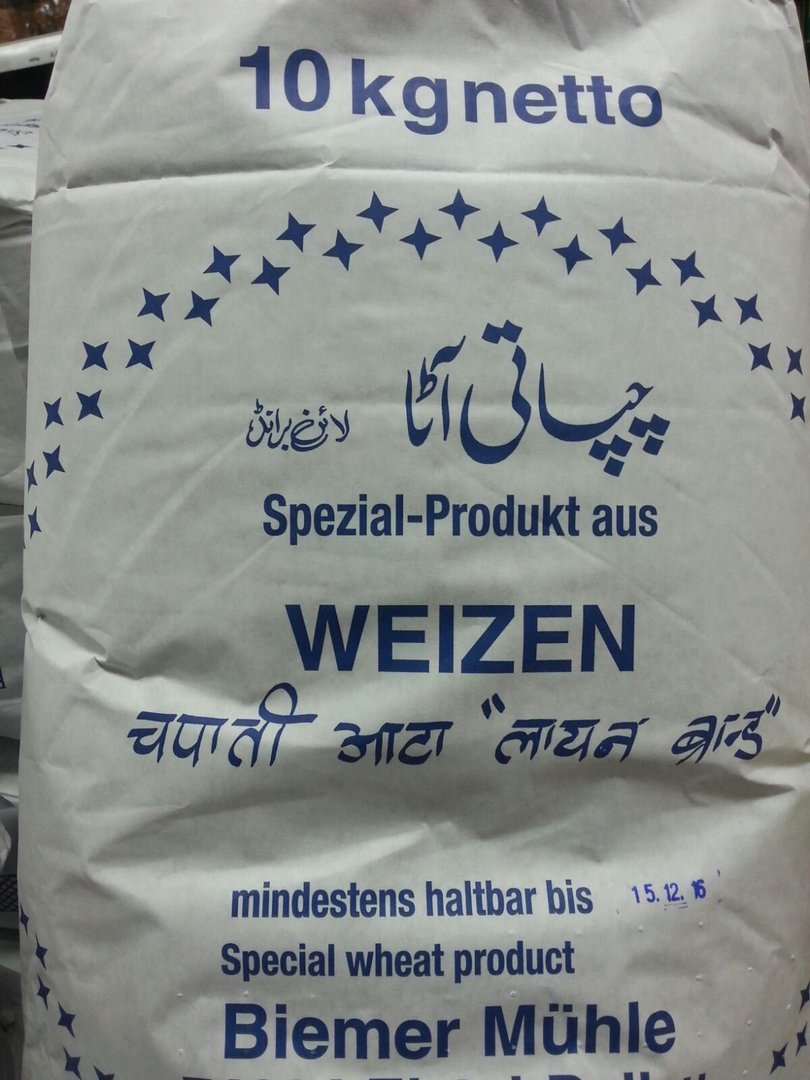 10 kg netto
چپاتی آٹا لائن برانڈ
Spezial-Produkt aus
WEIZEN
चपाती आटा "लायन ब्रान्ड"
mindestens haltbar bis 15.12.16
Special wheat product
Biemer Mühle